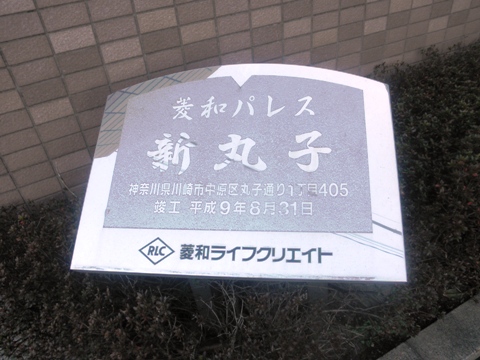 菱和パレス
新丸子
神奈川県川崎市中原区丸子通り1丁目405
竣工 平成9年8月31日
RLC 菱和ライフクリエイト